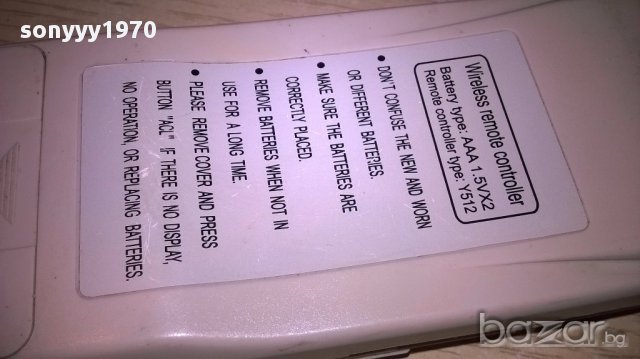 sonyyy1970
Wireless remote controller
Battery type: AAA 1.5VX2
Remote controller type: Y512
• DON'T CONFUSE THE NEW AND WORN
OR DIFFERENT BATTERIES.
• MAKE SURE THE BATTERIES ARE
CORRECTLY PLACED.
• REMOVE BATTERIES WHEN NOT IN
USE FOR A LONG TIME.
• PLEASE REMOVE COVER AND PRESS
BUTTON "ACL" IF THERE IS NO DISPLAY,
NO OPERATION, OR REPLACING BATTERIES.
bazar.bg